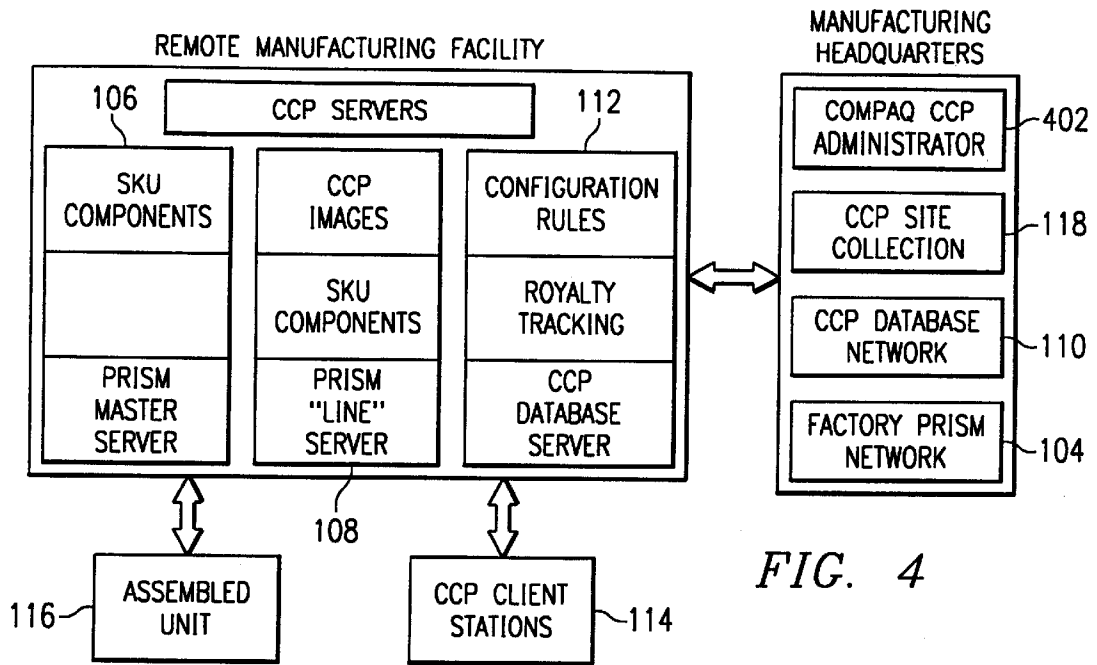 REMOTE MANUFACTURING FACILITY
MANUFACTURING
HEADQUARTERS
106
CCP SERVERS
112
SKU
COMPONENTS
CCP
IMAGES
SKU
COMPONENTS
CONFIGURATION
RULES
ROYALTY
TRACKING
PRISM
MASTER
SERVER
PRISM
"LINE"
SERVER
CCP
DATABASE
SERVER
COMPAQ CCP
ADMINISTRATOR
402
CCP SITE
COLLECTION
118
CCP DATABASE
NETWORK
110
FACTORY PRISM
NETWORK
104
108
116
ASSEMBLED
UNIT
CCP CLIENT
STATIONS
114
FIG. 4